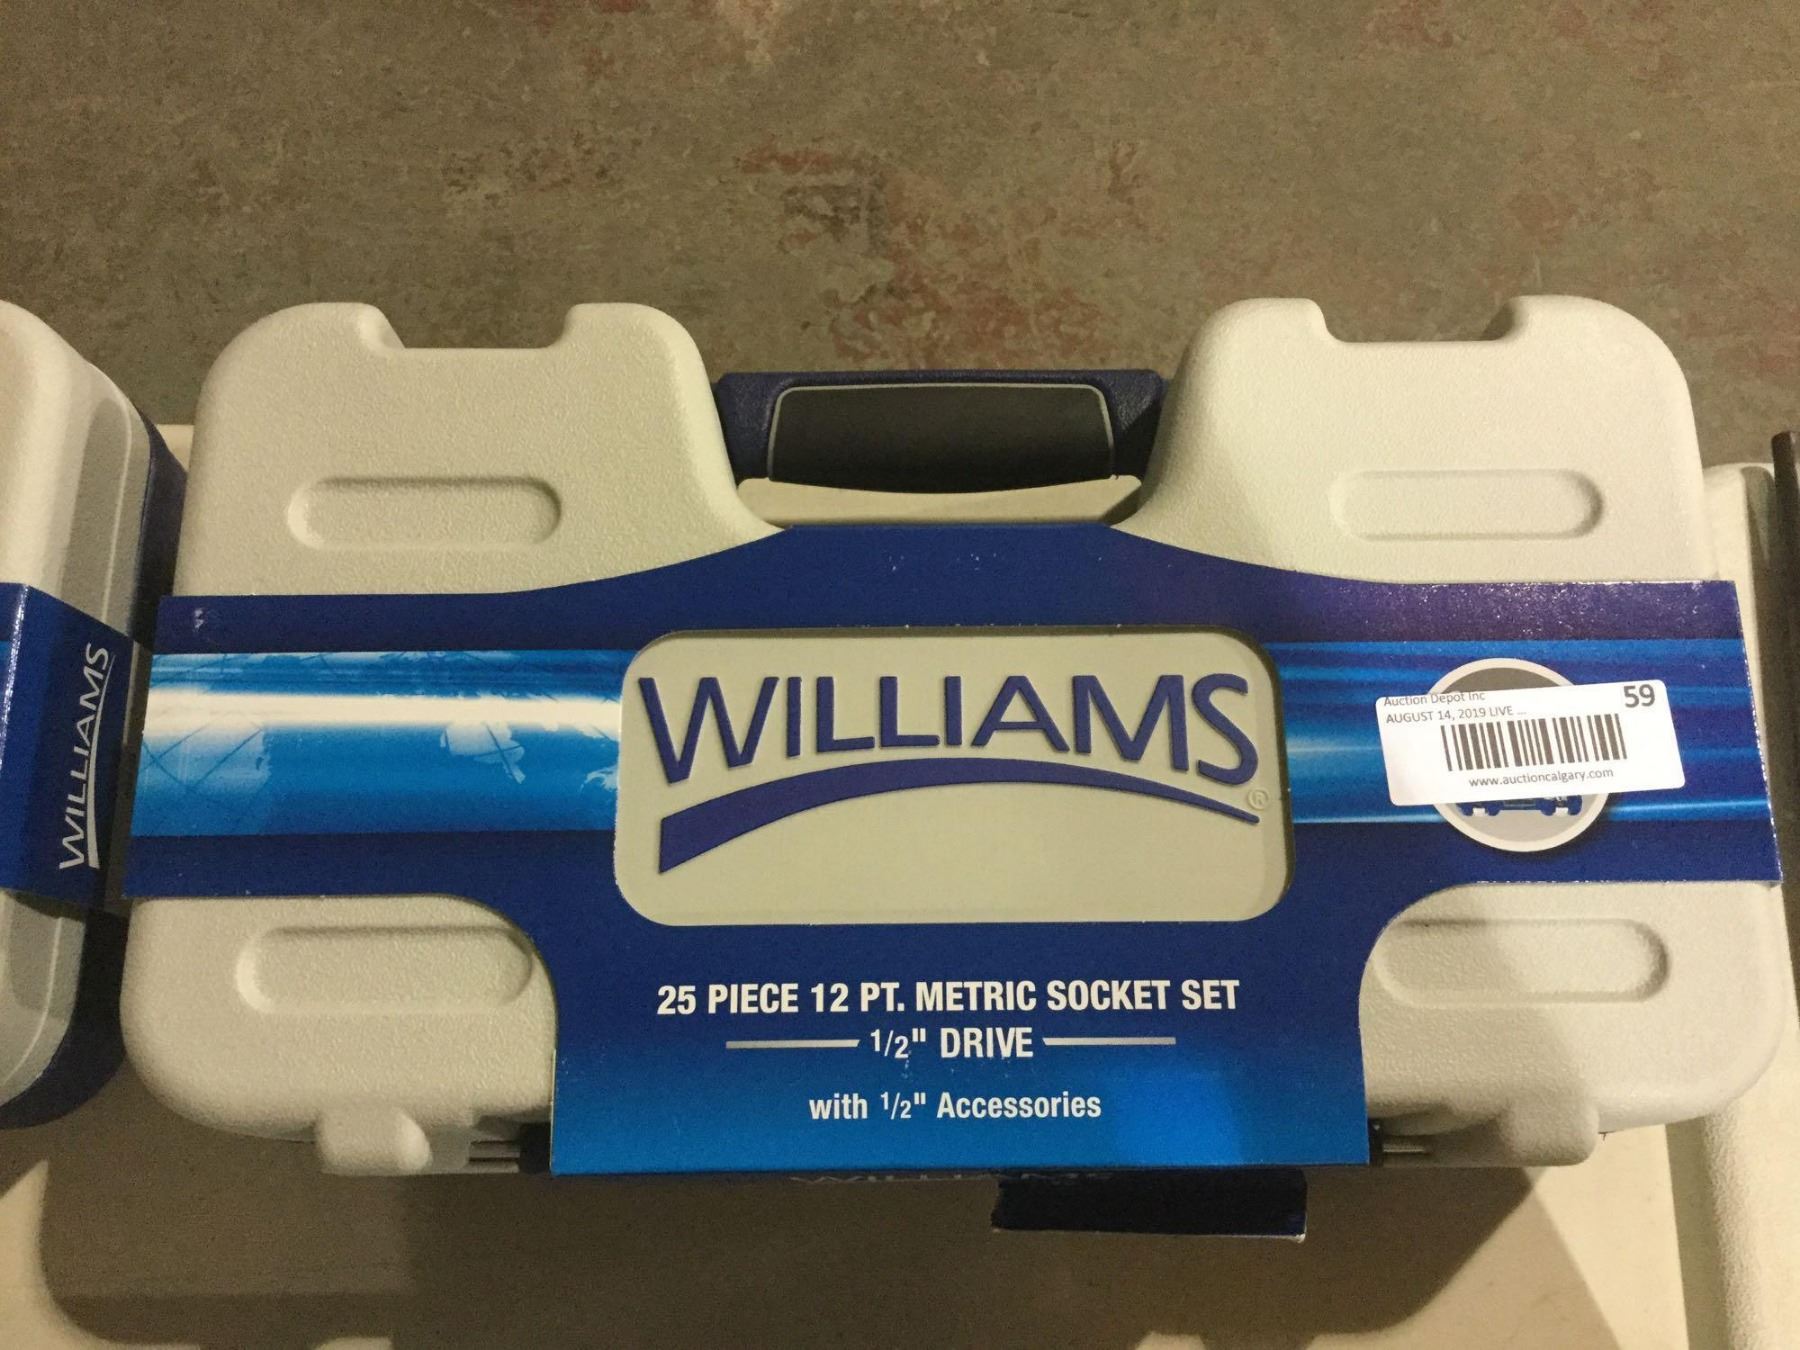 WILLIAMS
WILLIAMS
®
Auction Depot Inc
59
AUGUST 14, 2019 LIVE ...
www.auctioncalgary.com
25 PIECE 12 PT. METRIC SOCKET SET
1/2" DRIVE
with 1/2" Accessories
WILLIAMS